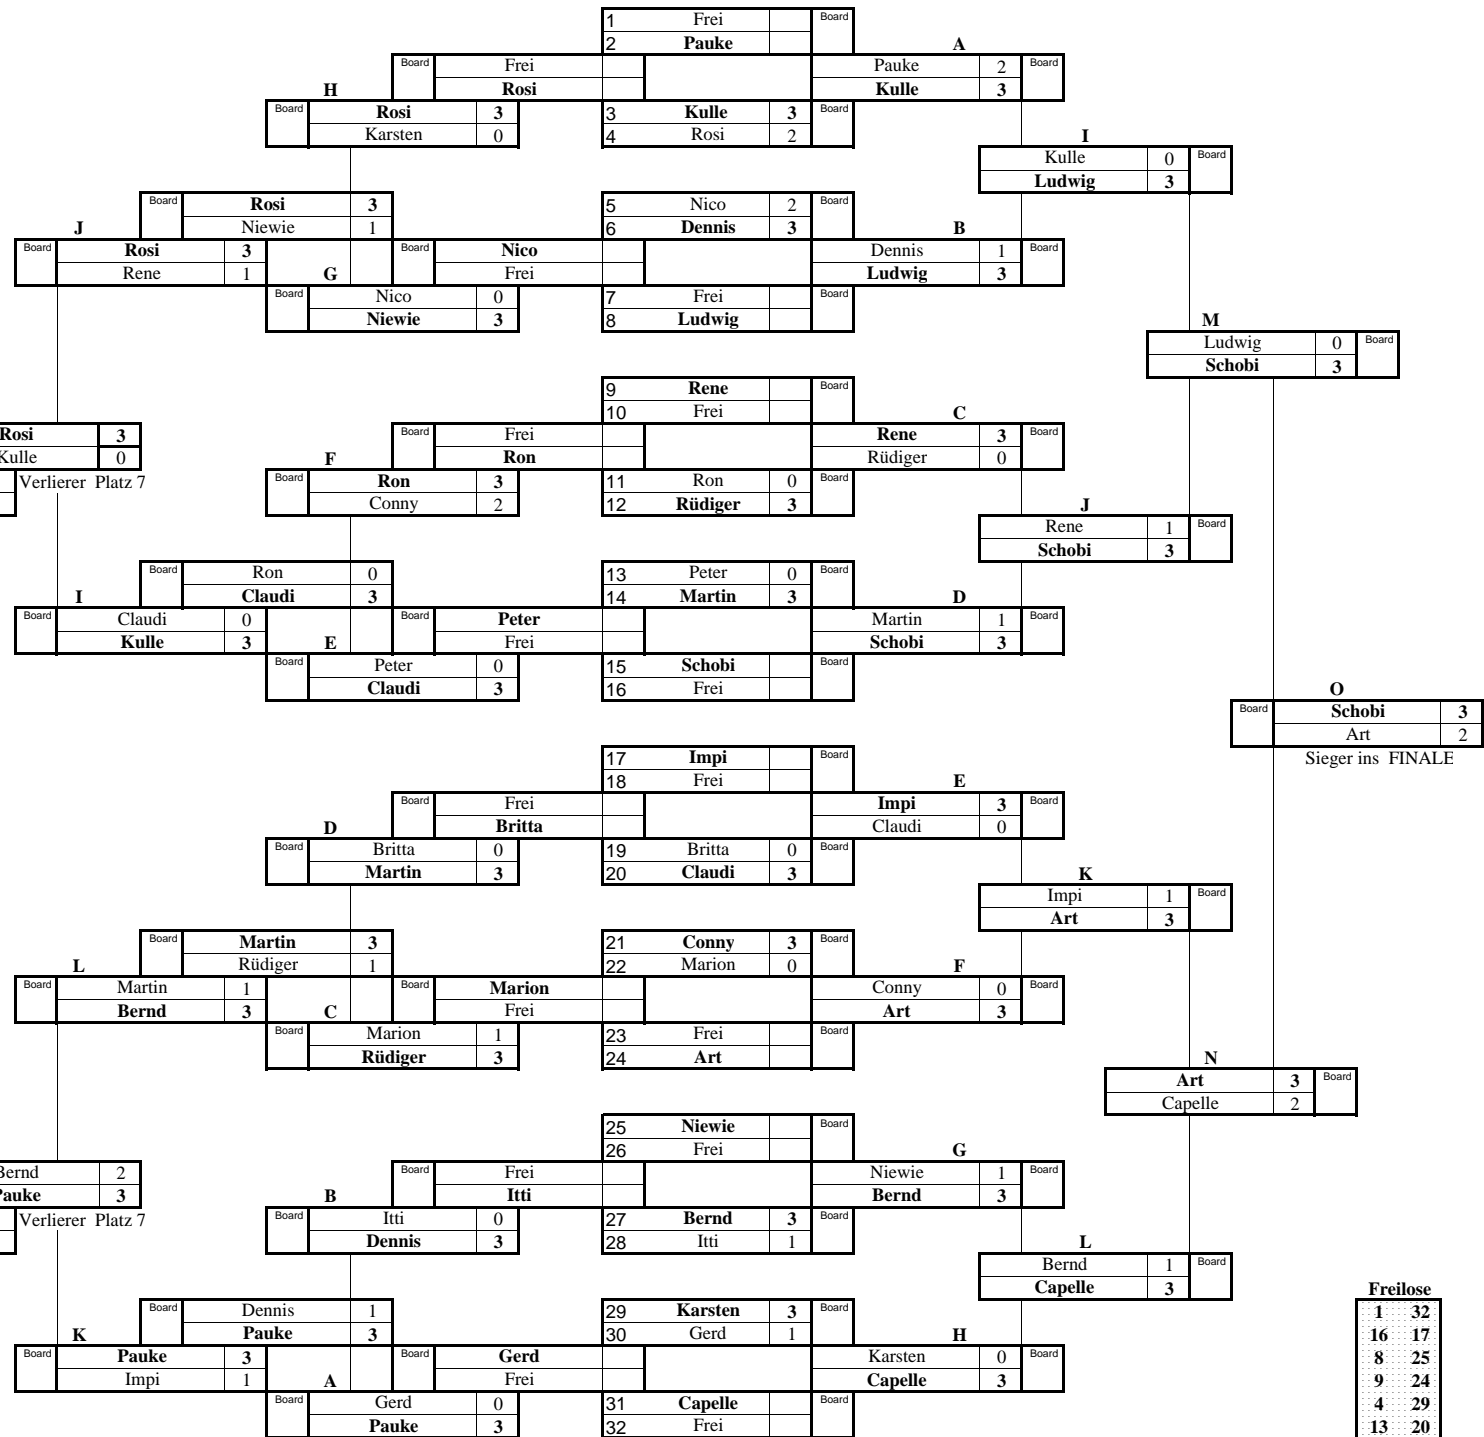 1 Frei Board
2 Pauke A
Board Frei Pauke 2 Board
H Rosi Kulle 3
Board Rosi 3 3 Kulle 3 Board
Karsten 0 4 Rosi 2 I
Kulle 0 Board
Ludwig 3
Board Rosi 3 5 Nico 2 Board
J Niewie 1 6 Dennis 3 B
Board Rosi 3 Board Nico Dennis 1 Board
Rene 1 G Frei Ludwig 3
Board Nico 0 7 Frei Board
Niewie 3 8 Ludwig M
Ludwig 0 Board
Schobi 3
9 Rene Board
10 Frei C
Rosi 3 Board Frei Rene 3 Board
Kulle 0 F Ron Rüdiger 0
Verlierer Platz 7 Board Ron 3 11 Ron 0 Board
Conny 2 12 Rüdiger 3 J
Rene 1 Board
Schobi 3
Board Ron 0 13 Peter 0 Board
I Claudi 3 14 Martin 3 D
Board Claudi 0 Board Peter Martin 1 Board
Kulle 3 E Frei Schobi 3
Board Peter 0 15 Schobi Board
Claudi 3 16 Frei O
Board Schobi 3
Art 2
17 Impi Board Sieger ins FINALE
18 Frei E
Board Frei Impi 3 Board
D Britta Claudi 0
Board Britta 0 19 Britta 0 Board
Martin 3 20 Claudi 3 K
Impi 1 Board
Art 3
Board Martin 3 21 Conny 3 Board
L Rüdiger 1 22 Marion 0 F
Board Martin 1 Board Marion Conny 0 Board
Bernd 3 C Frei Art 3
Board Marion 1 23 Frei Board
Rüdiger 3 24 Art N
Art 3 Board
Capelle 2
25 Niewie Board
26 Frei G
Bernd 2 Board Frei Niewie 1 Board
Pauke 3 B Itti Bernd 3
Verlierer Platz 7 Board Itti 0 27 Bernd 3 Board
Dennis 3 28 Itti 1 L
Bernd 1 Board
Capelle 3 Freilose
Board Dennis 1 29 Karsten 3 Board 1 32
K Pauke 3 30 Gerd 1 H 16 17
Board Pauke 3 Board Gerd Karsten 0 Board 8 25
Impi 1 A Frei Capelle 3 9 24
Board Gerd 0 31 Capelle Board 4 29
Pauke 3 32 Frei 13 20